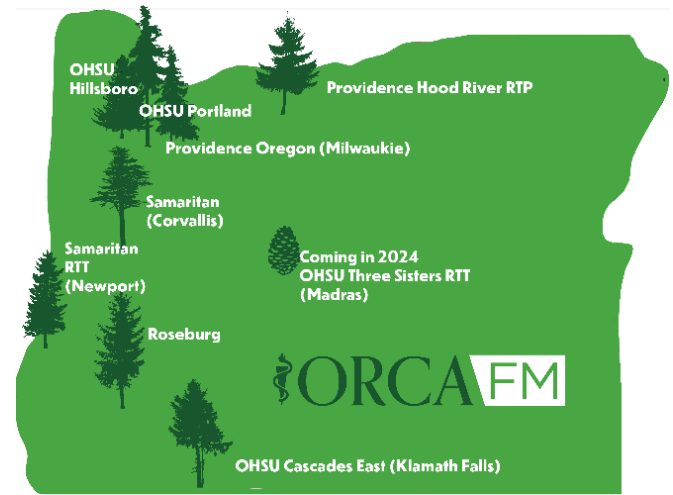 OHSU
Hillsboro
OHSU Portland
Providence Hood River RTP
Providence Oregon (Milwaukie)
Samaritan
(Corvallis)
Samaritan
RTT
(Newport)
Coming in 2024
OHSU Three Sisters RTT
(Madras)
Roseburg
ORCA FM
OHSU Cascades East (Klamath Falls)